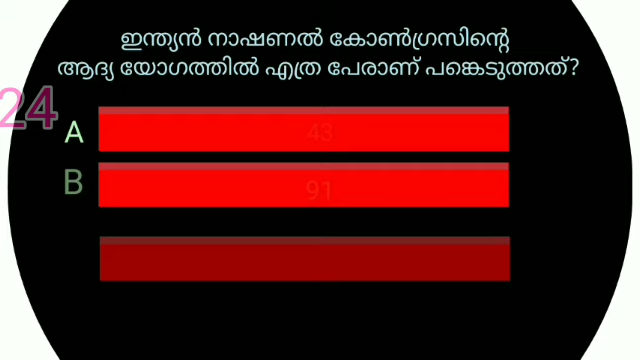 ഇന്ത്യൻ നാഷണൽ കോൺഗ്രസിന്റെ
ആദ്യ യോഗത്തിൽ എത്ര പേരാണ് പങ്കെടുത്തത്?
24
A 43
B 91